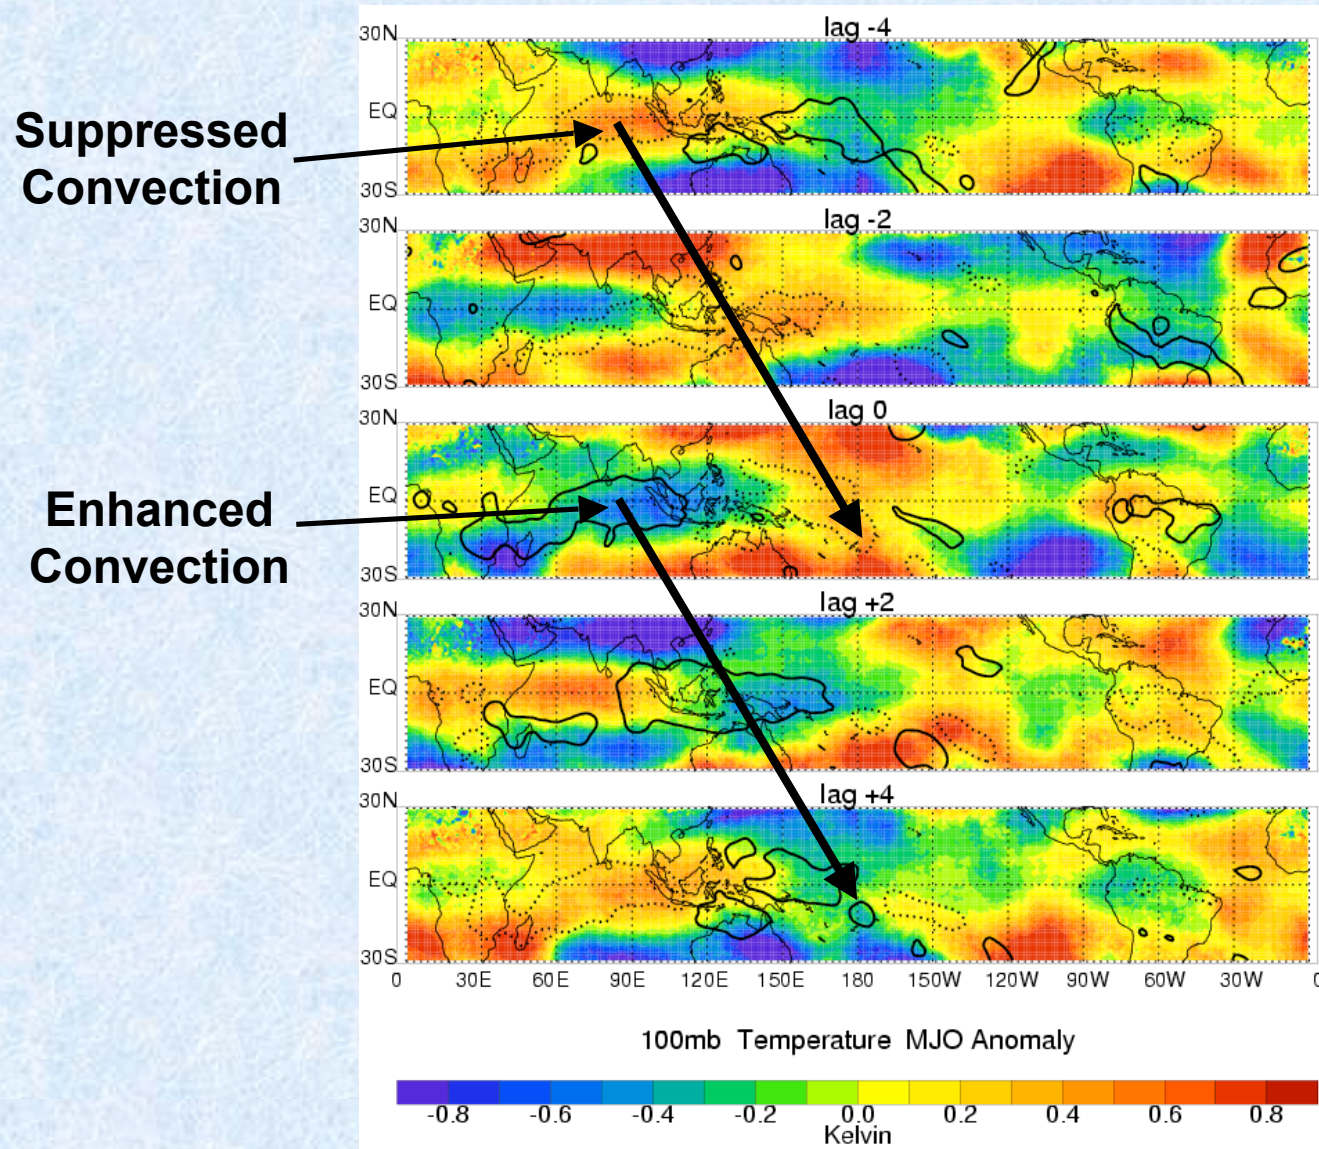 Suppressed
Convection
Enhanced
Convection
lag -4
30N
EQ
30S
lag -2
30N
EQ
30S
lag 0
30N
EQ
30S
lag +2
30N
EQ
30S
lag +4
30N
EQ
30S
0 30E 60E 90E 120E 150E 180 150W 120W 90W 60W 30W 0
100mb Temperature MJO Anomaly
-0.8 -0.6 -0.4 -0.2 0.0 0.2 0.4 0.6 0.8
Kelvin